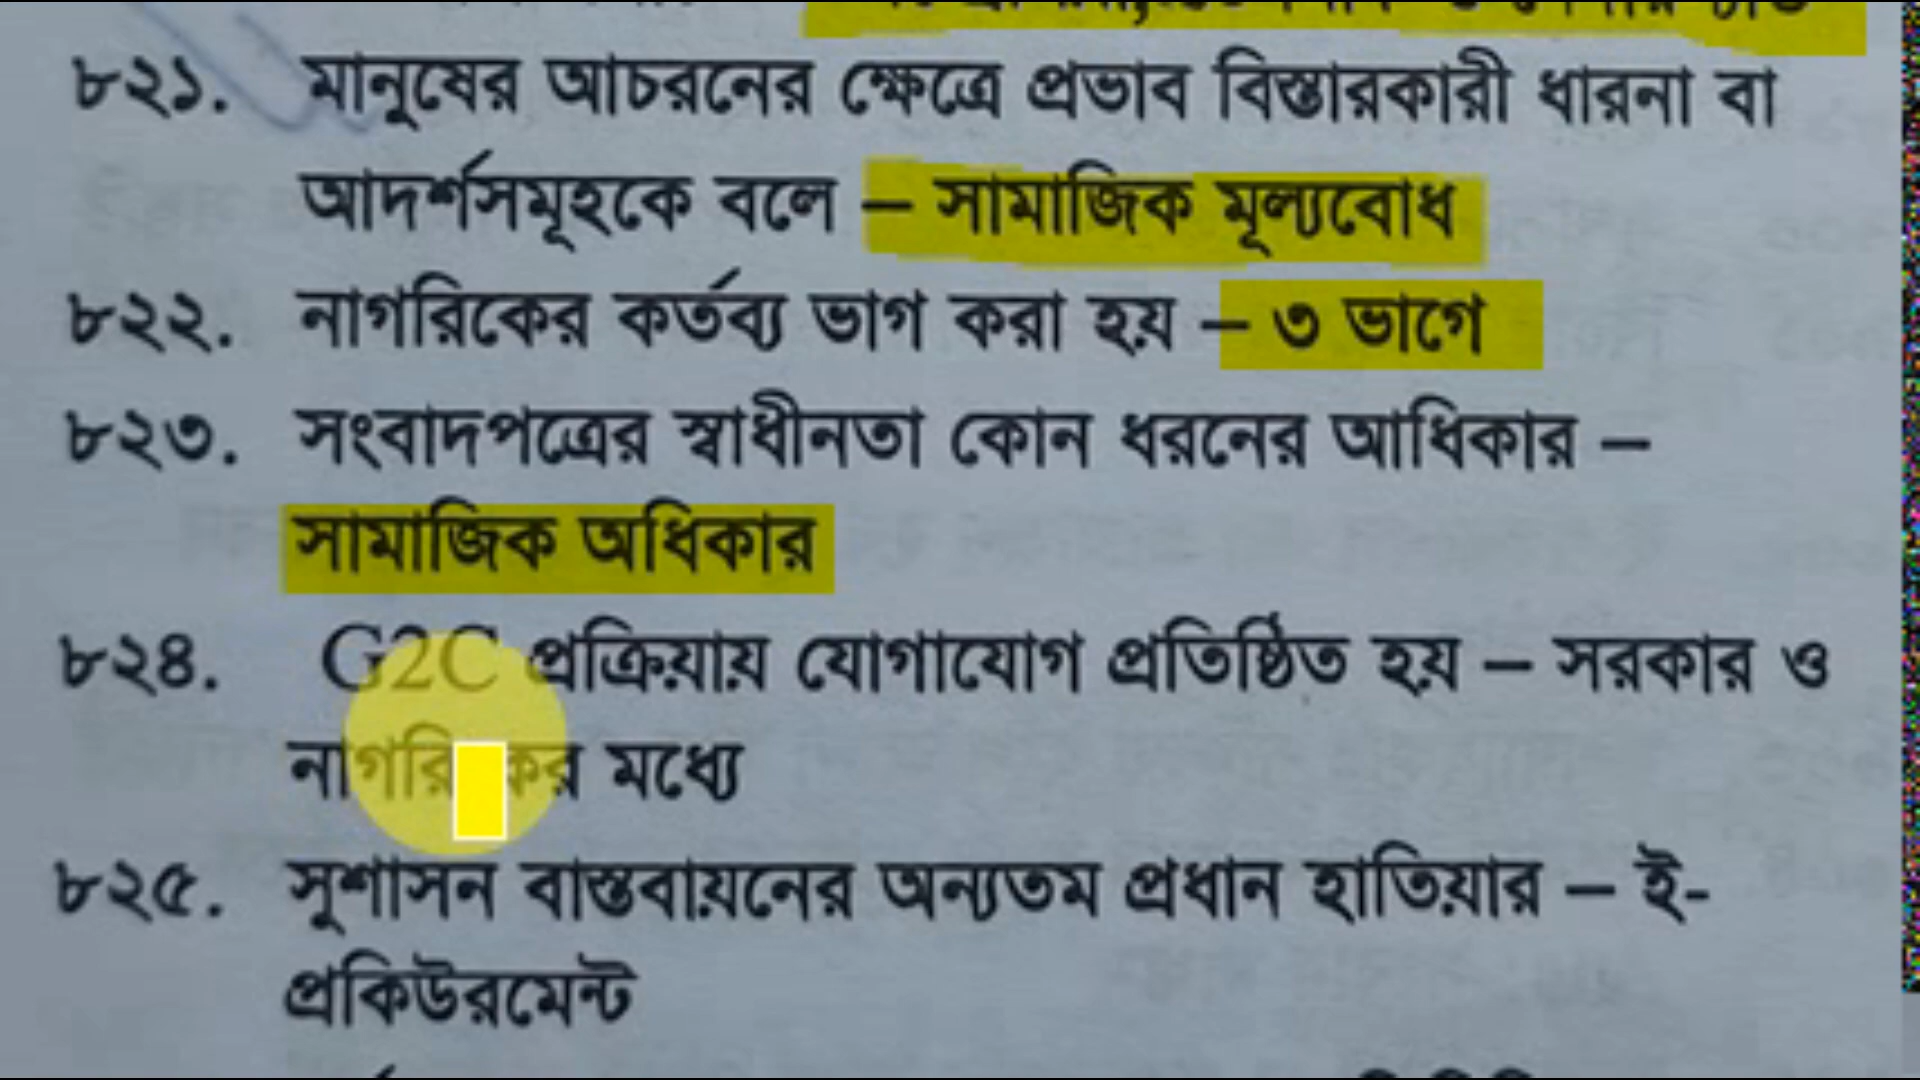 ৮২১. মানুষের আচরনের ক্ষেত্রে প্রভাব বিস্তারকারী ধারনা বা
আদর্শসমূহকে বলে – সামাজিক মূল্যবোধ
৮২২. নাগরিকের কর্তব্য ভাগ করা হয় – ৩ ভাগে
৮২৩. সংবাদপত্রের স্বাধীনতা কোন ধরনের আধিকার –
সামাজিক অধিকার
৮২৪. G2C প্রক্রিয়ায় যোগাযোগ প্রতিষ্ঠিত হয় – সরকার ও
মধ্যে
৮২৫. সুশাসন বাস্তবায়নের অন্যতম প্রধান হাতিয়ার – ই-
প্রকিউরমেন্ট